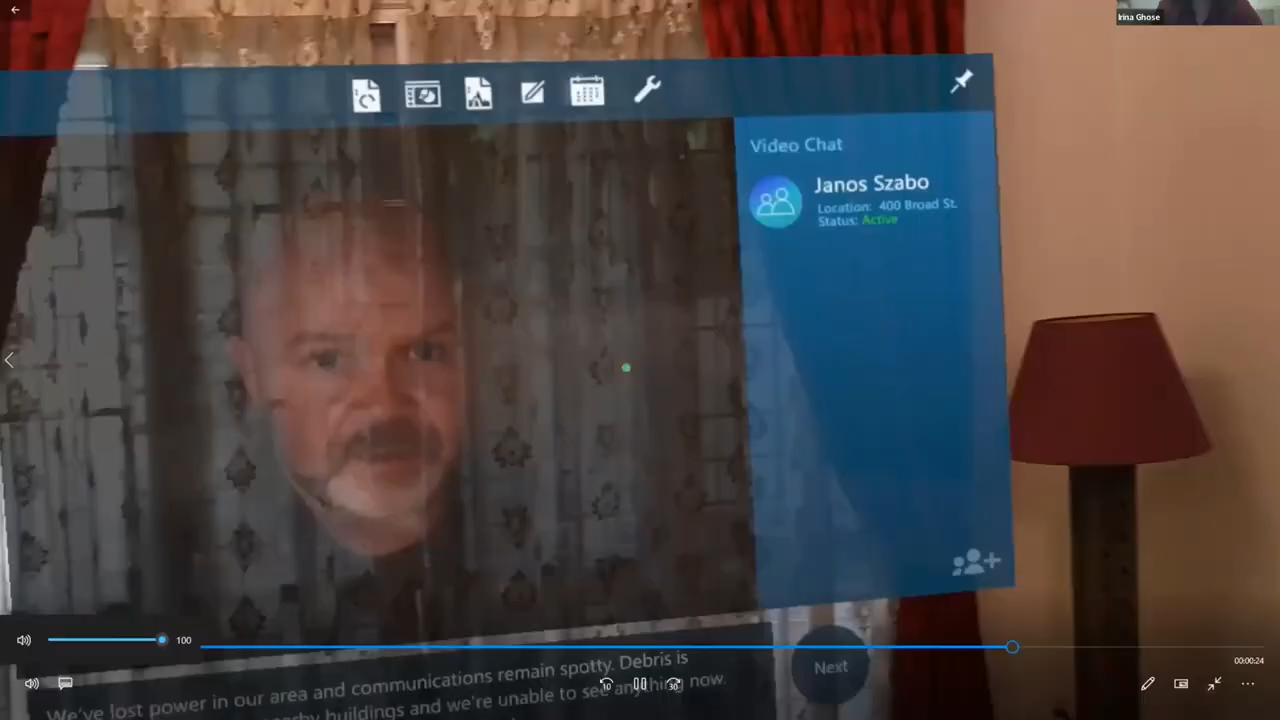 Irina Ghose
Video Chat
Janos Szabo
Location: 400 Broad St.
Status: Active
100
00:00:24
Next
We've lost power in our area and communications remain spotty. Debris is
buildings and we're unable to see anything now.
10
30